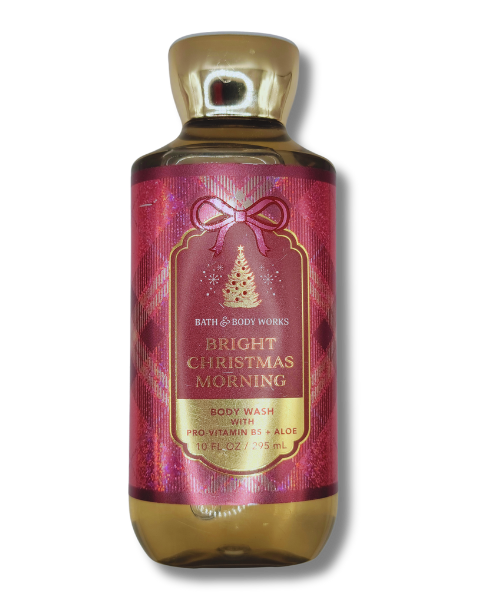 BATH & BODY WORKS
BRIGHT
CHRISTMAS
MORNING
BODY WASH
WITH
PRO-VITAMIN B5 + ALOE
10 FL OZ / 295 mL